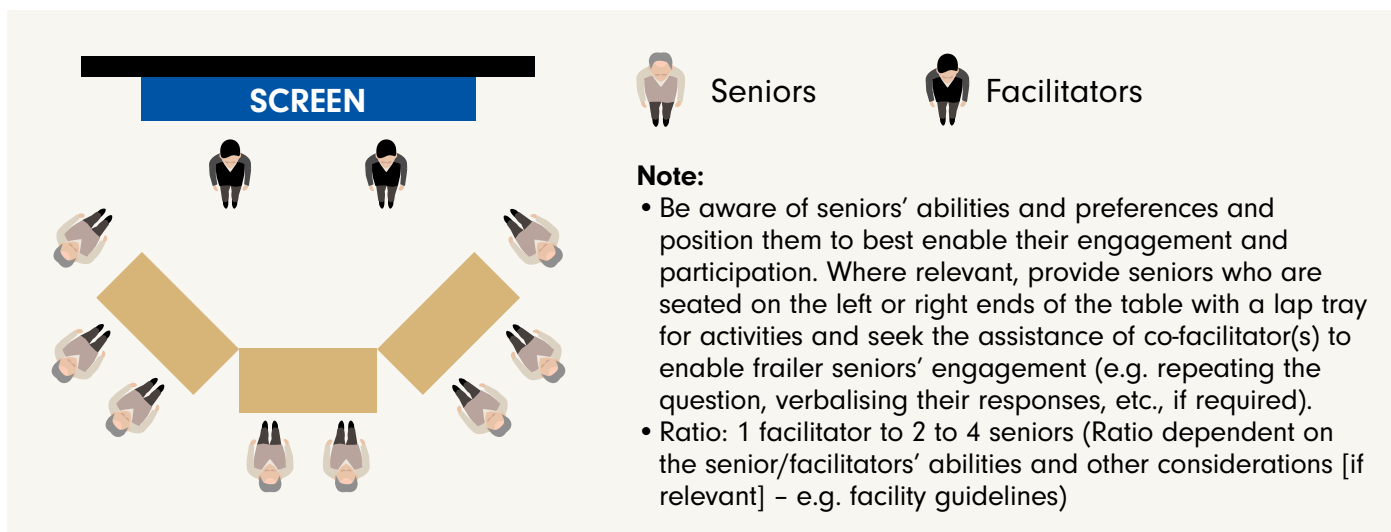 SCREEN
Seniors
Facilitators
Note:
• Be aware of seniors’ abilities and preferences and
position them to best enable their engagement and
participation. Where relevant, provide seniors who are
seated on the left or right ends of the table with a lap tray
for activities and seek the assistance of co-facilitator(s) to
enable frailer seniors’ engagement (e.g. repeating the
question, verbalising their responses, etc., if required).
• Ratio: 1 facilitator to 2 to 4 seniors (Ratio dependent on
the senior/facilitators’ abilities and other considerations [if
relevant] – e.g. facility guidelines)